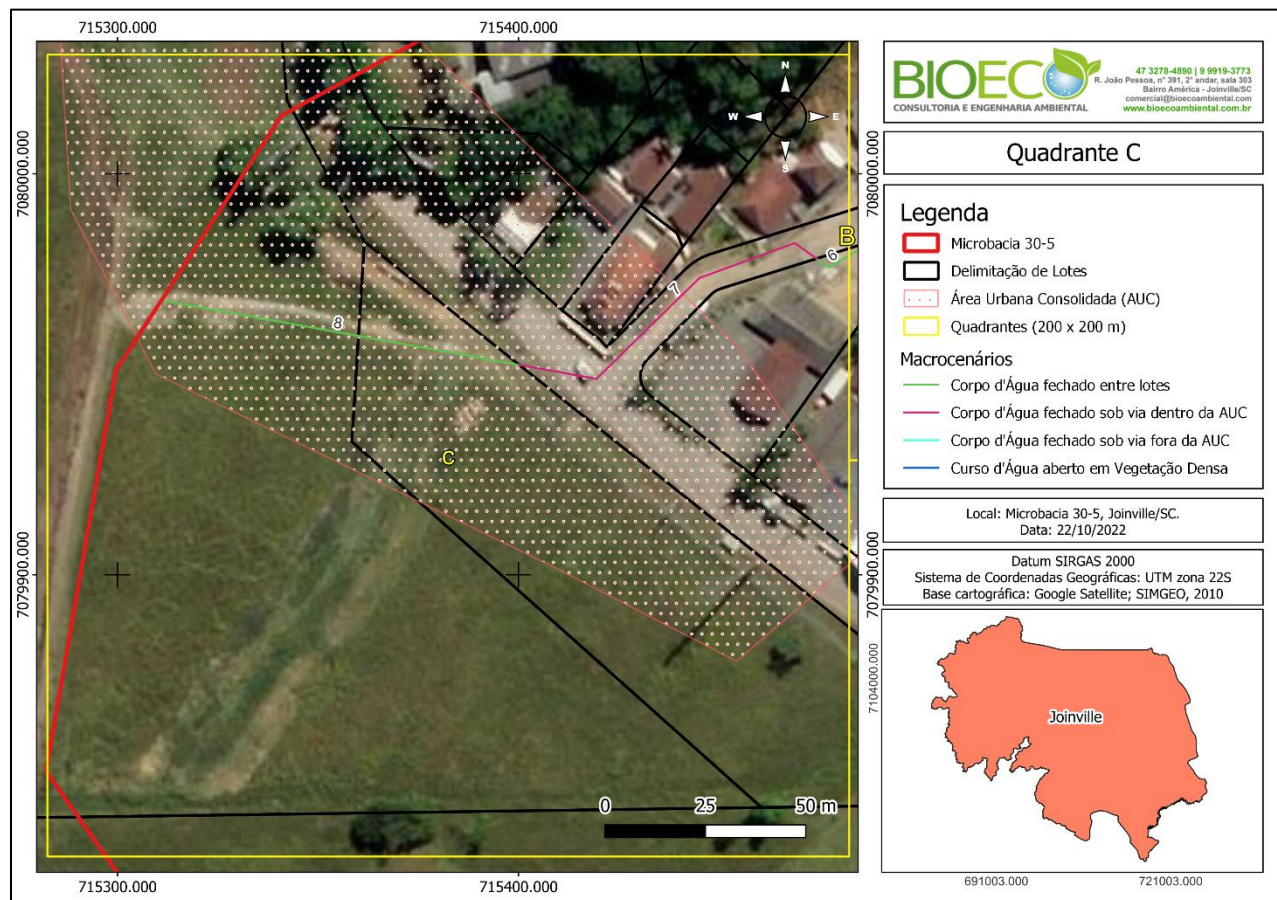 715300.000
715400.000
7080000.000
7079900.000
N
W
E
S
B
6
7
8
C
0
25
50 m
715300.000
715400.000
7080000.000
7079900.000
BIOECO
CONSULTORIA E ENGENHARIA AMBIENTAL
47 3278-4890 | 9 9919-3773
R. João Pessoa, n° 391, 2° andar, sala 303
Bairro América - Joinville/SC
comercial@bioecoambiental.com
www.bioecoambiental.com.br
Quadrante C
Legenda
Microbacia 30-5
Delimitação de Lotes
Área Urbana Consolidada (AUC)
Quadrantes (200 x 200 m)
Macrocenários
Corpo d'Água fechado entre lotes
Corpo d'Água fechado sob via dentro da AUC
Corpo d'Água fechado sob via fora da AUC
Curso d'Água aberto em Vegetação Densa
Local: Microbacia 30-5, Joinville/SC.
Data: 22/10/2022
Datum SIRGAS 2000
Sistema de Coordenadas Geográficas: UTM zona 22S
Base cartográfica: Google Satellite; SIMGEO, 2010
7104000.000
Joinville
691003.000
721003.000